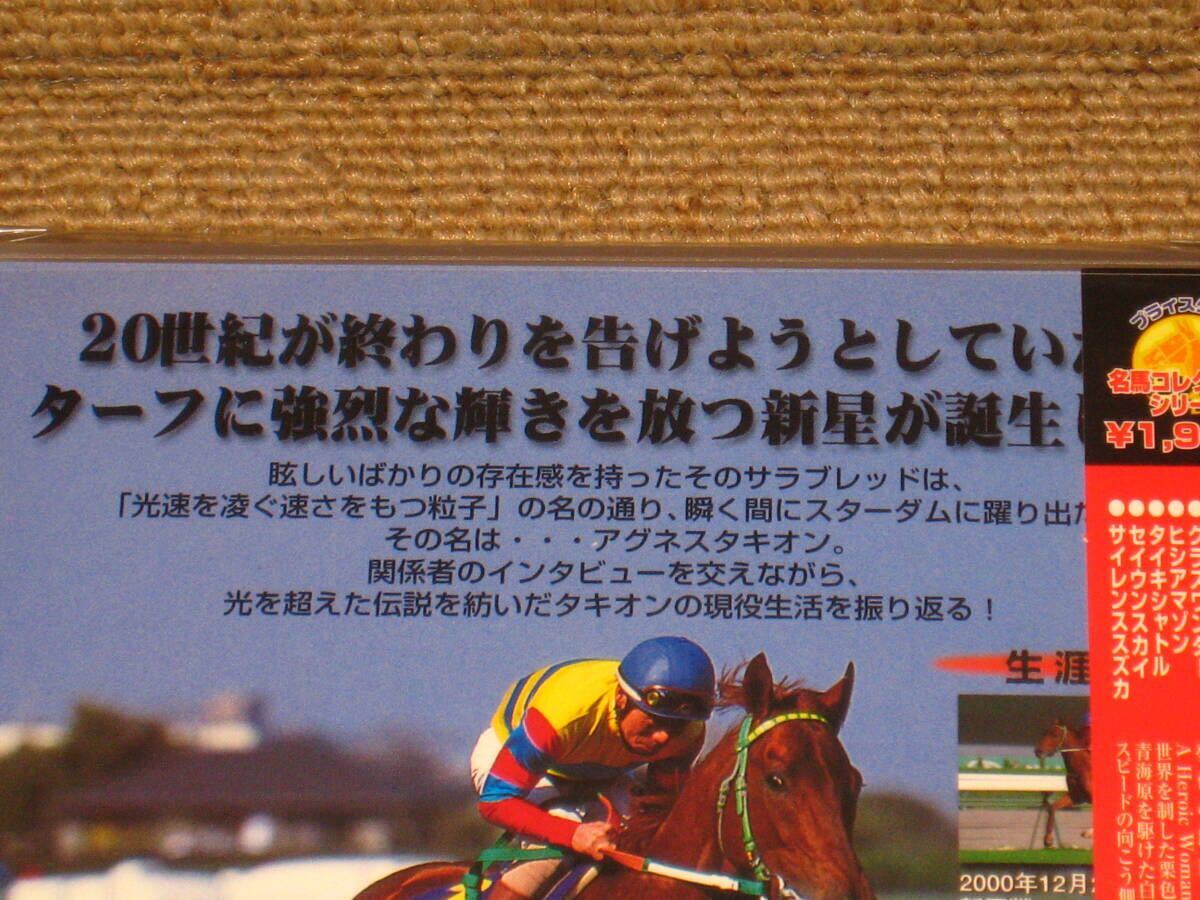 20世紀が終わりを告げようとしていた
ターフに強烈な輝きを放つ新星が誕生し
眩しいばかりの存在感を持ったそのサラブレッドは、
「光速を凌ぐ速さをもつ粒子」の名の通り、瞬く間にスターダムに躍り出た
その名は・・・アグネスタキオン。
関係者のインタビューを交えながら、
光を超えた伝説を紡いだタキオンの現役生活を振り返る!
生涯
2000年12月
プライス
名馬コレク
シリー
¥1,9
●ヒシアマゾン
●タイキシャトル
●セイウンスカイ
●サイレンススズカ
A Heroic Woman
世界を制した栗色
青海原を駆けた白
スピードの向こう側